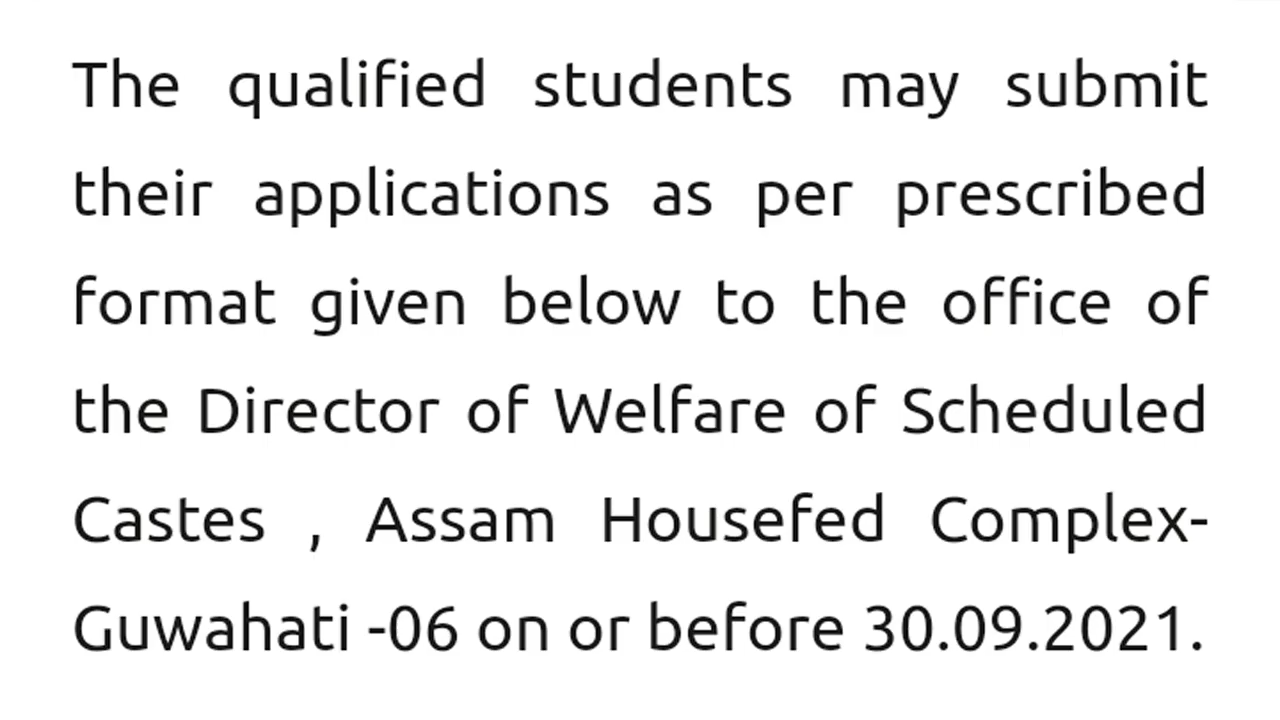 The qualified students may submit
their applications as per prescribed
format given below to the office of
the Director of Welfare of Scheduled
Castes , Assam Housefed Complex-
Guwahati -06 on or before 30.09.2021.